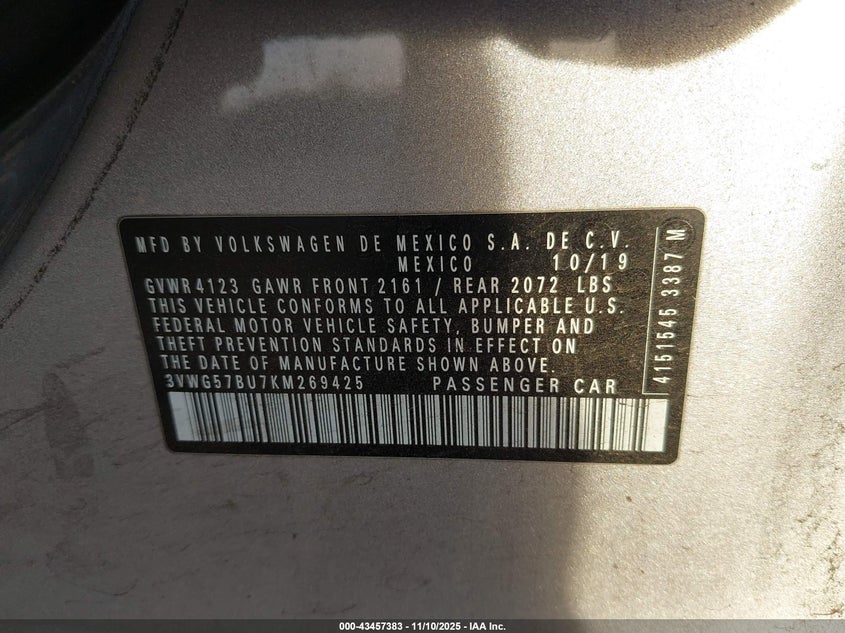 MFD BY VOLKSWAGEN DE MEXICO S.A. DE C.V.
MEXICO 10/19
GVWR 4123 GAWR FRONT 2161 / REAR 2072 LBS
THIS VEHICLE CONFORMS TO ALL APPLICABLE U.S.
FEDERAL MOTOR VEHICLE SAFETY, BUMPER AND
THEFT PREVENTION STANDARDS IN EFFECT ON
THE DATE OF MANUFACTURE SHOWN ABOVE.
3VWG57BU7KM269425 PASSENGER CAR
4151545 3387 M
000-43457383 - 11/10/2025 - IAA Inc.